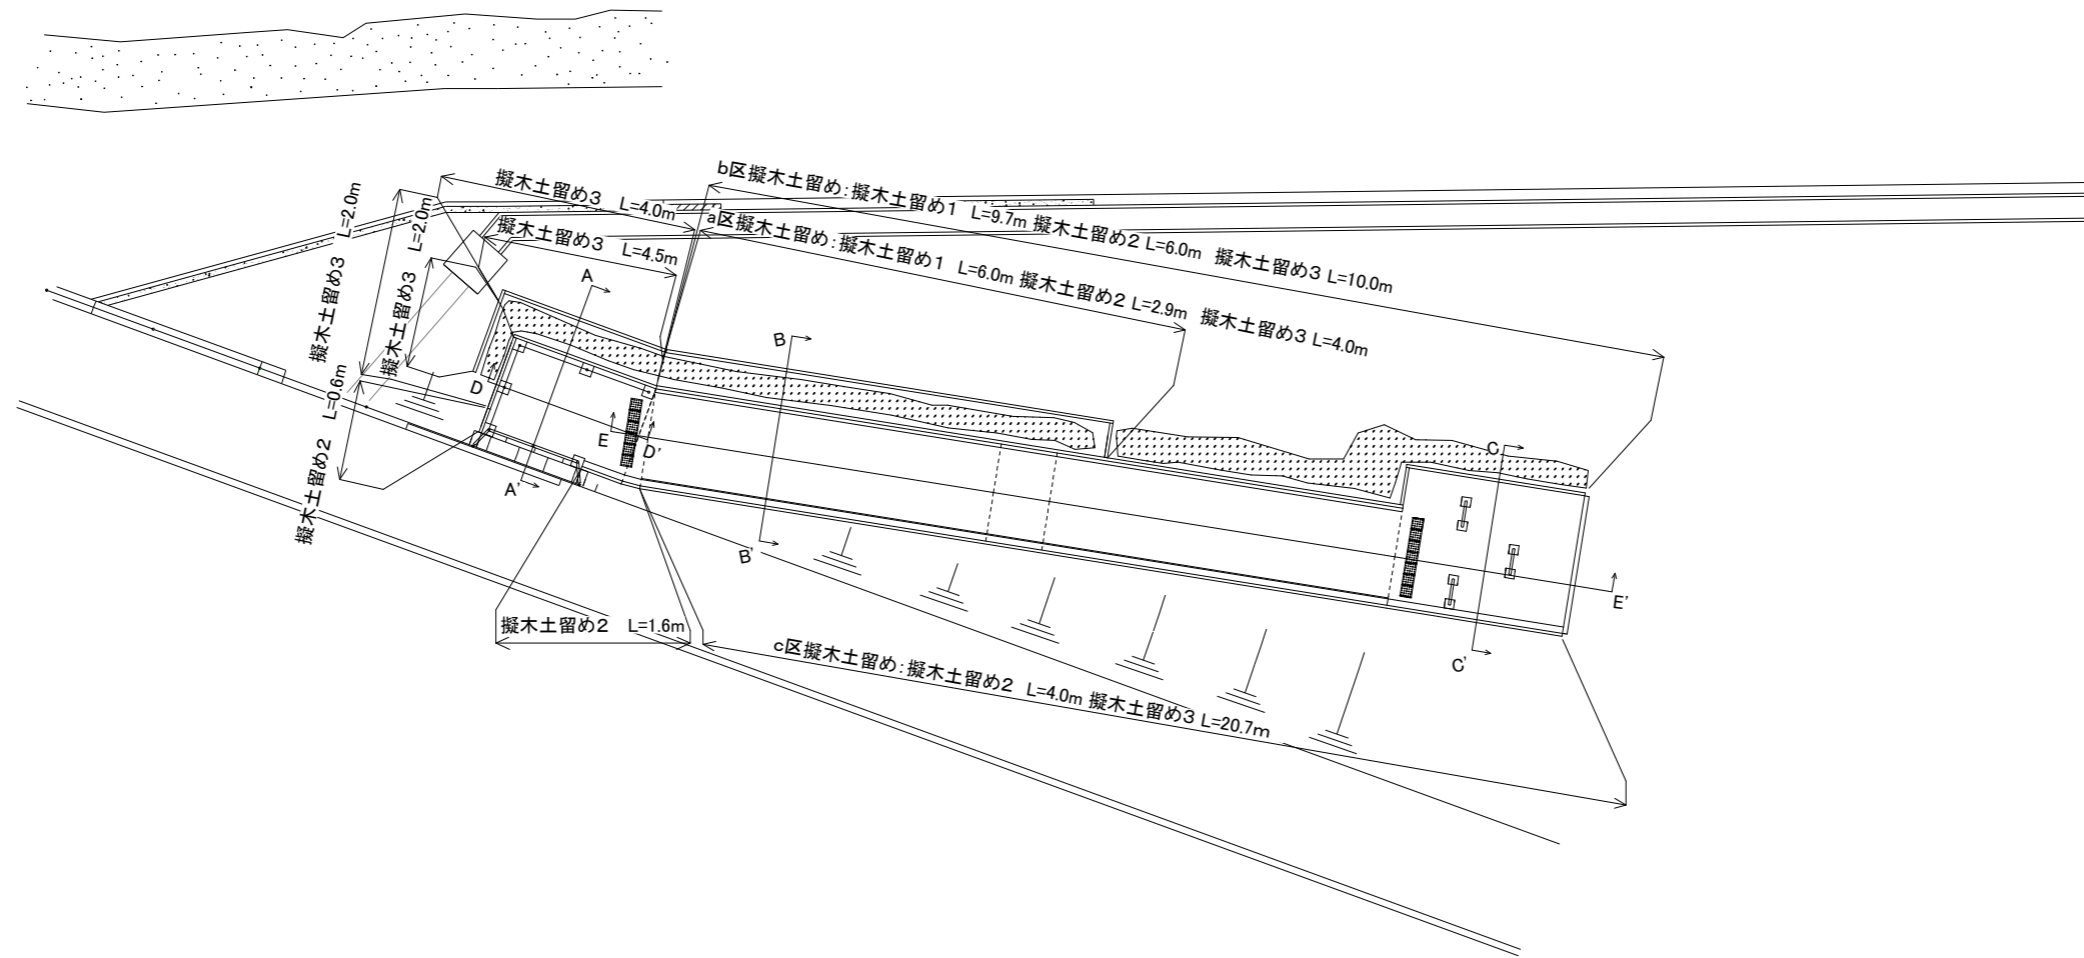 b区擬木土留め：擬木土留め1 L=9.7m 擬木土留め2 L=6.0m 擬木土留め3 L=10.0m
擬木土留め3 L=4.0m
a区擬木土留め：擬木土留め1 L=6.0m 擬木土留め2 L=2.9m 擬木土留め3 L=4.0m
擬木土留め3 L=4.5m
擬木土留め3 L=2.0m
擬木土留め3 L=2.0m
擬木土留め2 L=0.6m
A
B
C
D
E
D'
A'
B'
E'
C'
擬木土留め2 L=1.6m
c区擬木土留め：擬木土留め2 L=4.0m 擬木土留め3 L=20.7m